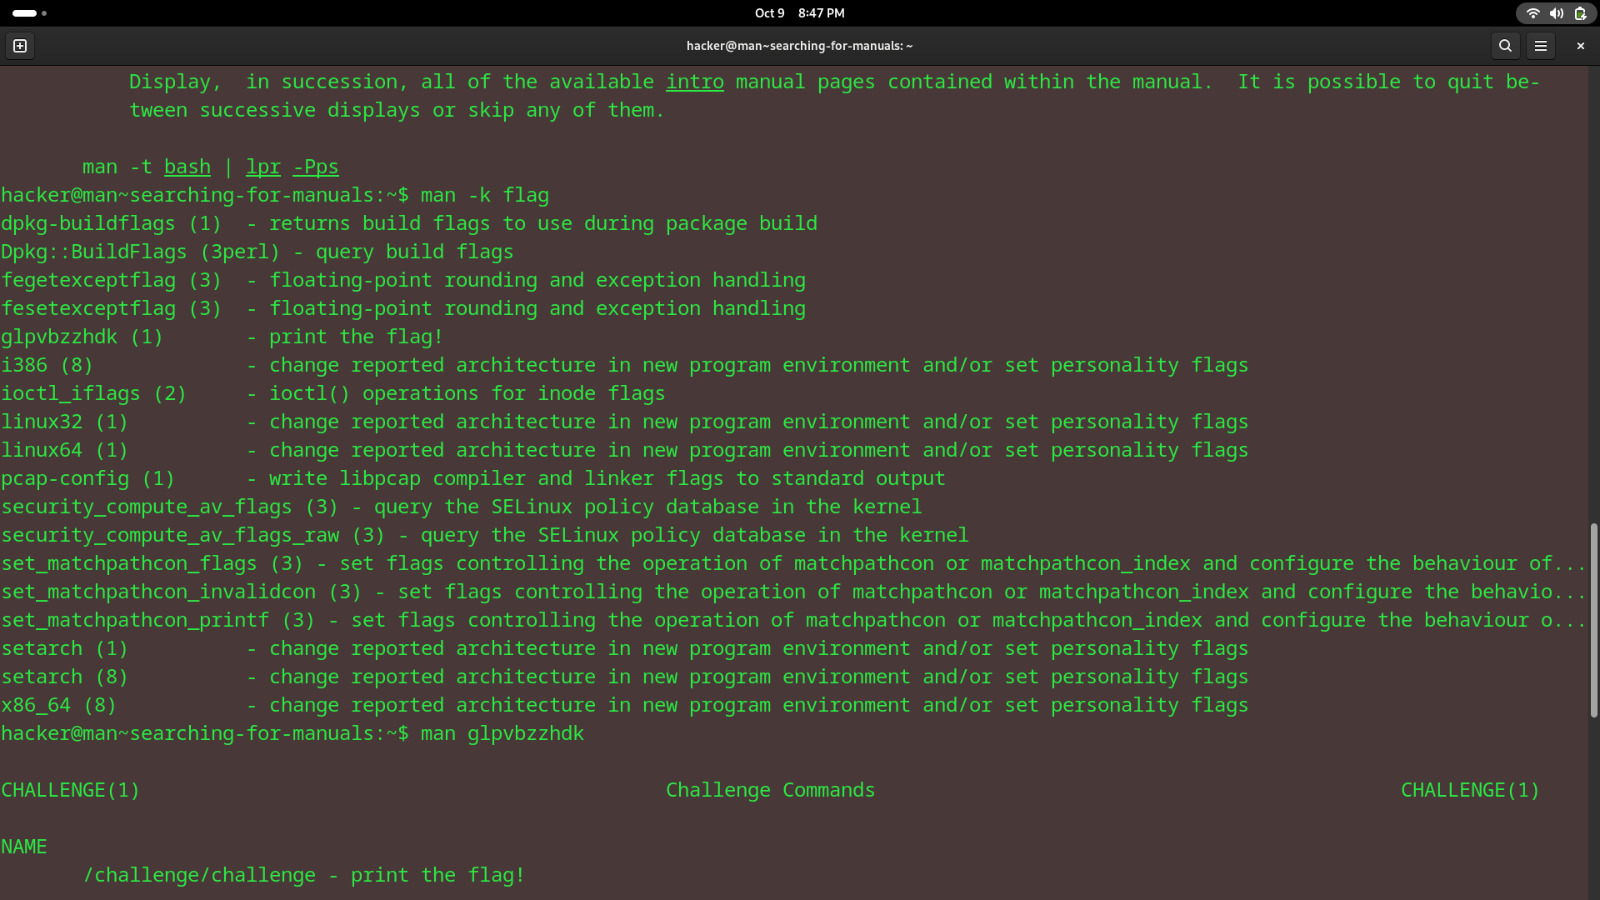 Oct 9 8:47 PM
hacker@man~searching-for-manuals: ~
Display,  in succession, all of the available intro manual pages contained within the manual.  It is possible to quit be-
tween successive displays or skip any of them.
man -t bash | lpr -Pps
hacker@man~searching-for-manuals:~$ man -k flag
dpkg-buildflags (1)  - returns build flags to use during package build
Dpkg::BuildFlags (3perl) - query build flags
fegetexceptflag (3)  - floating-point rounding and exception handling
fesetexceptflag (3)  - floating-point rounding and exception handling
glpvbzzhdk (1)       - print the flag!
i386 (8)             - change reported architecture in new program environment and/or set personality flags
ioctl_iflags (2)     - ioctl() operations for inode flags
linux32 (1)          - change reported architecture in new program environment and/or set personality flags
linux64 (1)          - change reported architecture in new program environment and/or set personality flags
pcap-config (1)      - write libpcap compiler and linker flags to standard output
security_compute_av_flags (3) - query the SELinux policy database in the kernel
security_compute_av_flags_raw (3) - query the SELinux policy database in the kernel
set_matchpathcon_flags (3) - set flags controlling the operation of matchpathcon or matchpathcon_index and configure the behaviour of...
set_matchpathcon_invalidcon (3) - set flags controlling the operation of matchpathcon or matchpathcon_index and configure the behavio...
set_matchpathcon_printf (3) - set flags controlling the operation of matchpathcon or matchpathcon_index and configure the behaviour o...
setarch (1)          - change reported architecture in new program environment and/or set personality flags
setarch (8)          - change reported architecture in new program environment and/or set personality flags
x86_64 (8)           - change reported architecture in new program environment and/or set personality flags
hacker@man~searching-for-manuals:~$ man glpvbzzhdk
CHALLENGE(1) Challenge Commands CHALLENGE(1)
NAME
/challenge/challenge - print the flag!